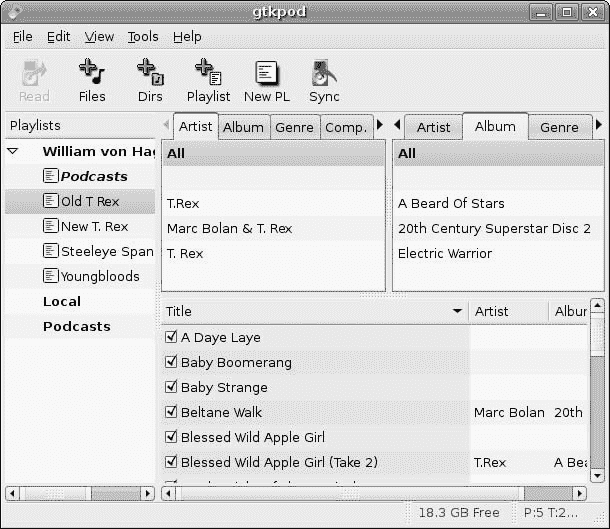 gtkpod
File Edit View Tools Help
Read Files Dirs Playlist New PL Sync
Playlists
William von Hag
Podcasts
Old T Rex
New T. Rex
Steeleye Span
Youngbloods
Local
Podcasts
Artist Album Genre Comp.
All
T.Rex
Marc Bolan & T. Rex
T. Rex
Artist Album Genre
All
A Beard Of Stars
20th Century Superstar Disc 2
Electric Warrior
Title Artist Albur
A Daye Laye
Baby Boomerang
Baby Strange
Beltane Walk Marc Bolan 20th
Blessed Wild Apple Girl
Blessed Wild Apple Girl (Take 2) T.Rex A Bea
18.3 GB Free P:5 T:2...